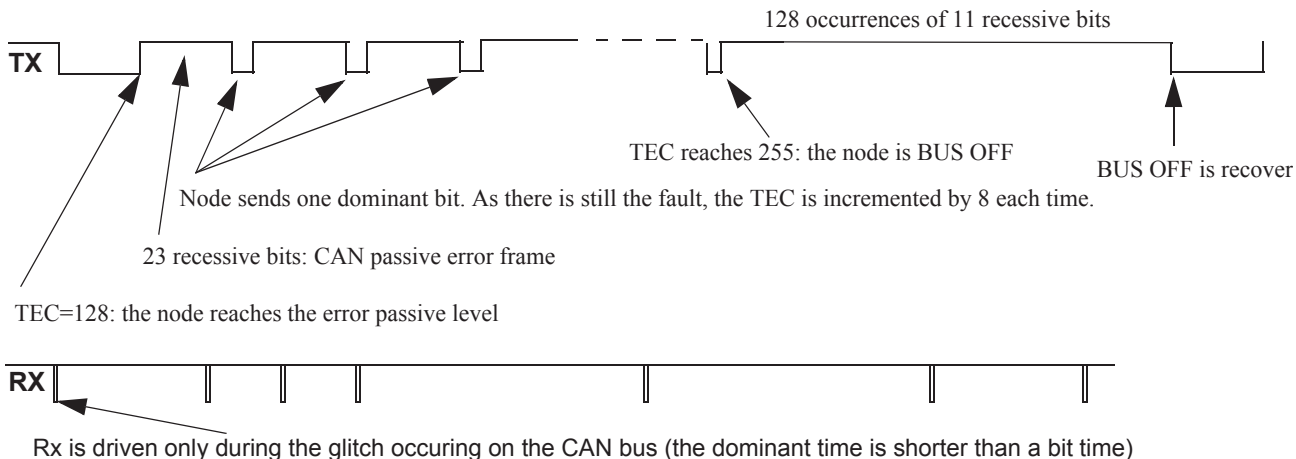 128 occurrences of 11 recessive bits
TX
TEC reaches 255: the node is BUS OFF
BUS OFF is recover
Node sends one dominant bit. As there is still the fault, the TEC is incremented by 8 each time.
23 recessive bits: CAN passive error frame
TEC=128: the node reaches the error passive level
RX
Rx is driven only during the glitch occuring on the CAN bus (the dominant time is shorter than a bit time)